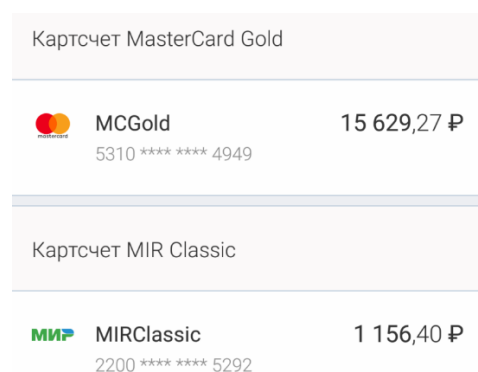 Картсчет MasterCard Gold
MCGold 15 629,27 ₽
mastercard
5310 **** **** 4949
Картсчет MIR Classic
МИР MIRClassic 1 156,40 ₽
2200 **** **** 5292